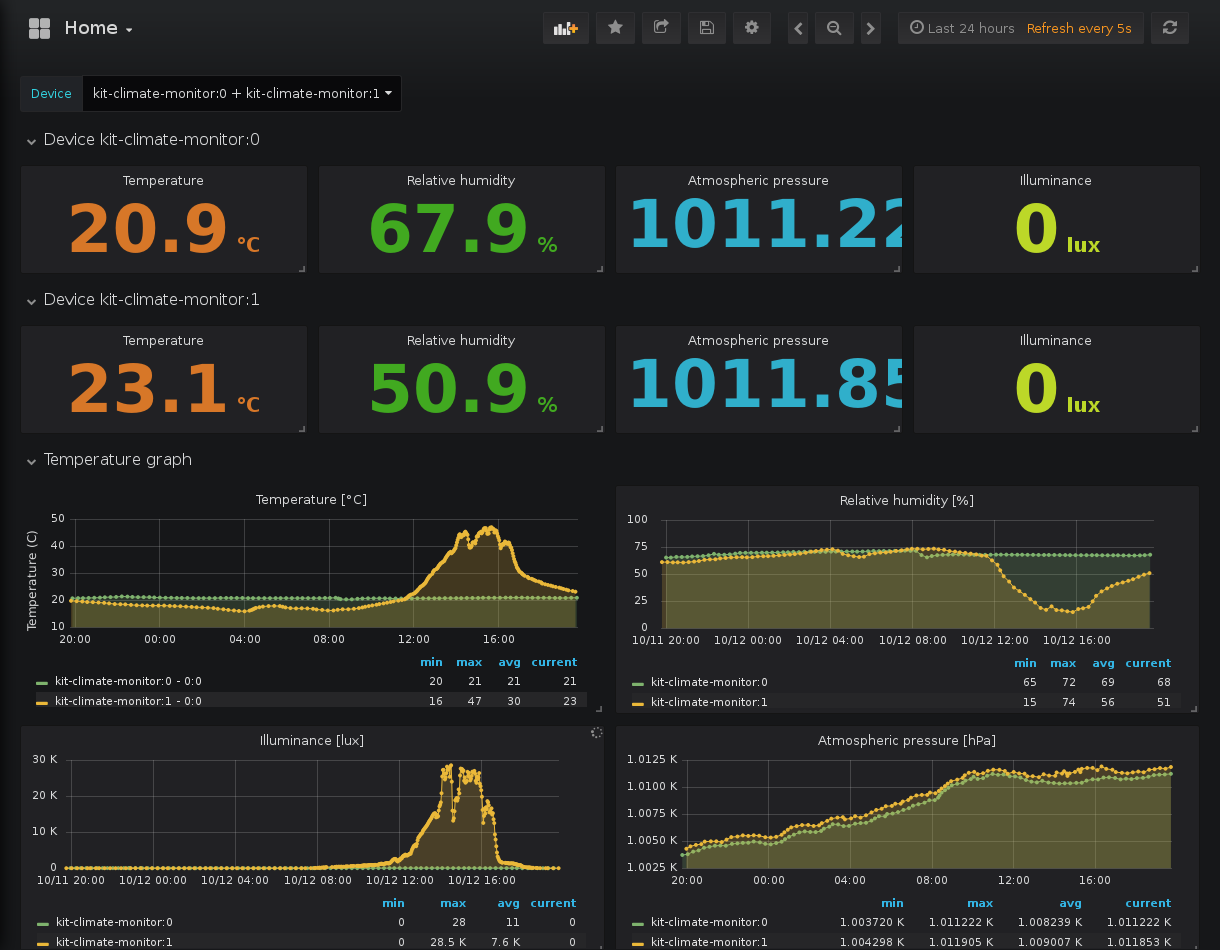 Home
Last 24 hours Refresh every 5s
Device kit-climate-monitor:0 + kit-climate-monitor:1
Device kit-climate-monitor:0
Temperature Relative humidity Atmospheric pressure Illuminance
20.9 °C 67.9 % 1011.22 0 lux
Device kit-climate-monitor:1
Temperature Relative humidity Atmospheric pressure Illuminance
23.1 °C 50.9 % 1011.85 0 lux
Temperature graph
Temperature [°C]
Temperature (C)
50
40
30
20
10
20:00 00:00 04:00 08:00 12:00 16:00
min max avg current
kit-climate-monitor:0 - 0:0 20 21 21 21
kit-climate-monitor:1 - 0:0 16 47 30 23
Relative humidity [%]
100
75
50
25
0
10/11 20:00 10/12 00:00 10/12 04:00 10/12 08:00 10/12 12:00 10/12 16:00
min max avg current
kit-climate-monitor:0 65 72 69 68
kit-climate-monitor:1 15 74 56 51
Illuminance [lux]
30 K
20 K
10 K
0
10/11 20:00 10/12 00:00 10/12 04:00 10/12 08:00 10/12 12:00 10/12 16:00
min max avg current
kit-climate-monitor:0 0 28 11 0
kit-climate-monitor:1 0 28.5 K 7.6 K 0
Atmospheric pressure [hPa]
1.0125 K
1.0100 K
1.0075 K
1.0050 K
1.0025 K
20:00 00:00 04:00 08:00 12:00 16:00
min max avg current
kit-climate-monitor:0 1.003720 K 1.011222 K 1.008239 K 1.011222 K
kit-climate-monitor:1 1.004298 K 1.011905 K 1.009007 K 1.011853 K